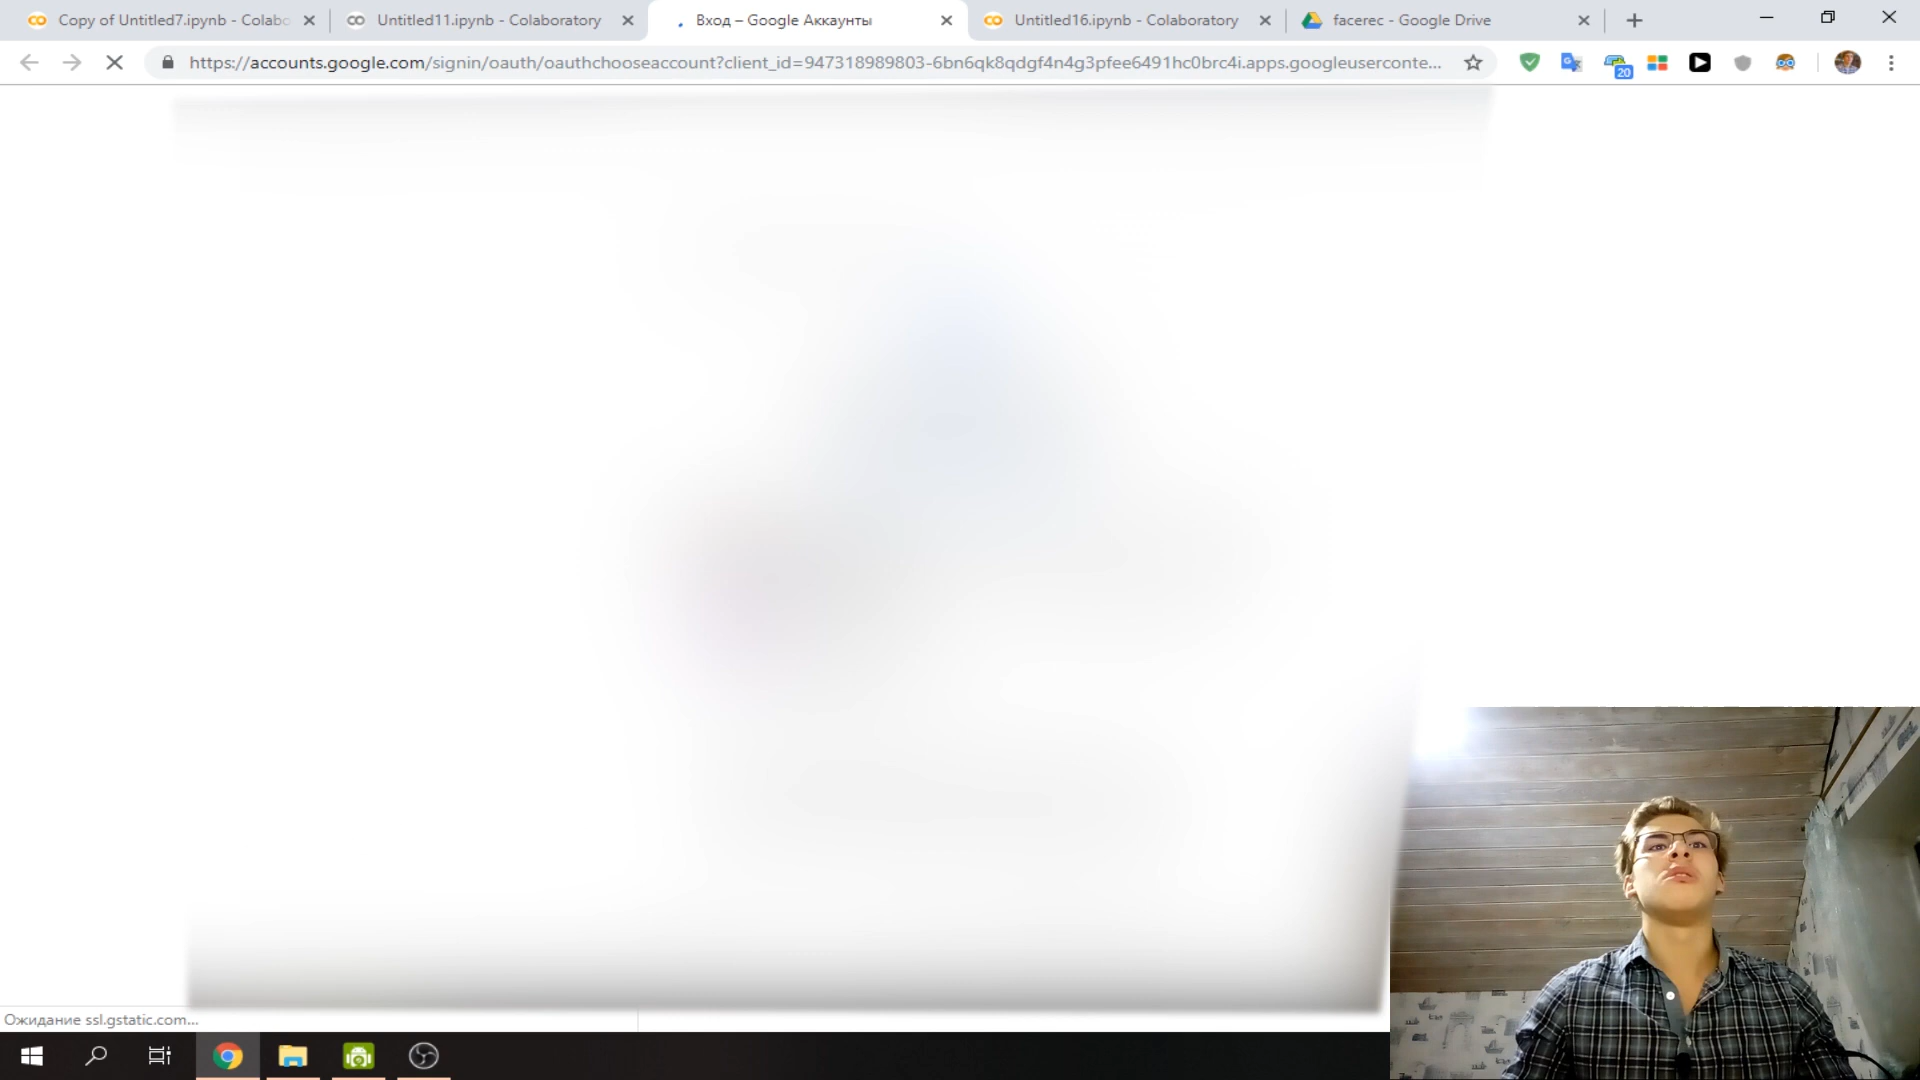 Copy of Untitled7.ipynb - Colabo
Untitled11.ipynb - Colaboratory
Вход – Google Аккаунты
Untitled16.ipynb - Colaboratory
facerec - Google Drive
https://accounts.google.com/signin/oauth/oauthchooseaccount?client_id=947318989803-6bn6qk8qdgf4n4g3pfee6491hc0brc4i.apps.googleuserconte...
20
Ожидание ssl.gstatic.com...